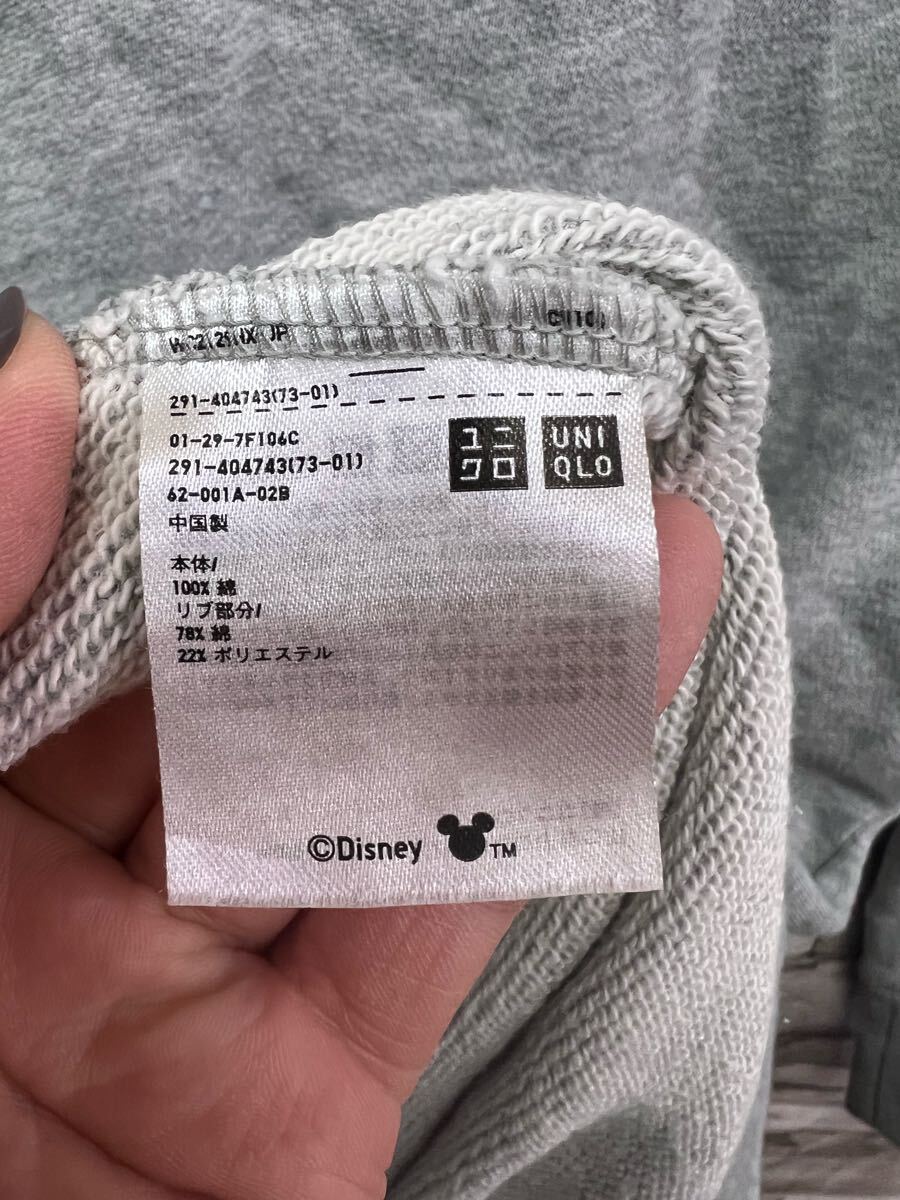 291-404743(73-01)
01-29-7F106C
291-404743(73-01)
62-001A-02B
中国製
ユニ
クロ
UNI
QLO
本体/
100% 綿
リブ部分/
78% 綿
22% ポリエステル
©Disney TM